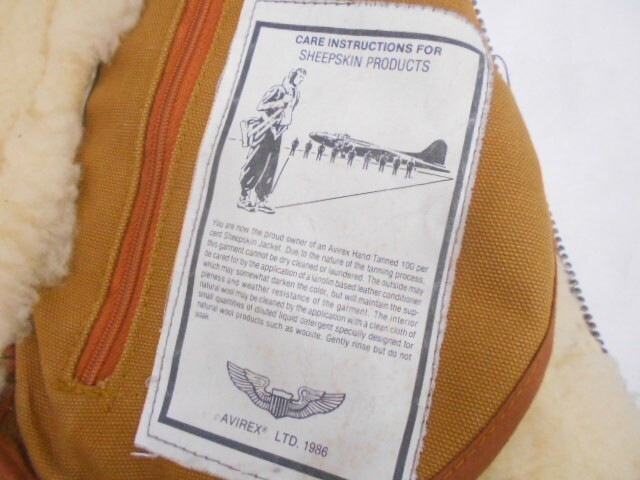 CARE INSTRUCTIONS FOR
SHEEPSKIN PRODUCTS
You are now the proud owner of an Avirex Hand Tanned 100 per
cent Sheepskin Jacket. Due to the nature of the tanning process,
this garment cannot be dry cleaned or laundered. The outside may
be cared for by the application of a lanolin based leather conditioner
which may somewhat darken the color, but will maintain the sup-
pleness and weather resistance of the garment. The interior
natural wool may be cleaned by the application with a clean cloth of
small quantities of diluted liquid detergent specially designed for
natural wool products such as woolite. Gently rinse but do not
soak.
©AVIREX® LTD. 1986